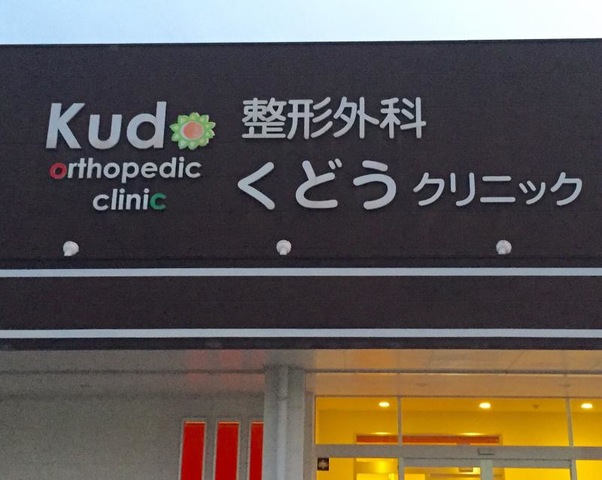 Kudo
orthopedic
clinic
整形外科
くどうクリニック